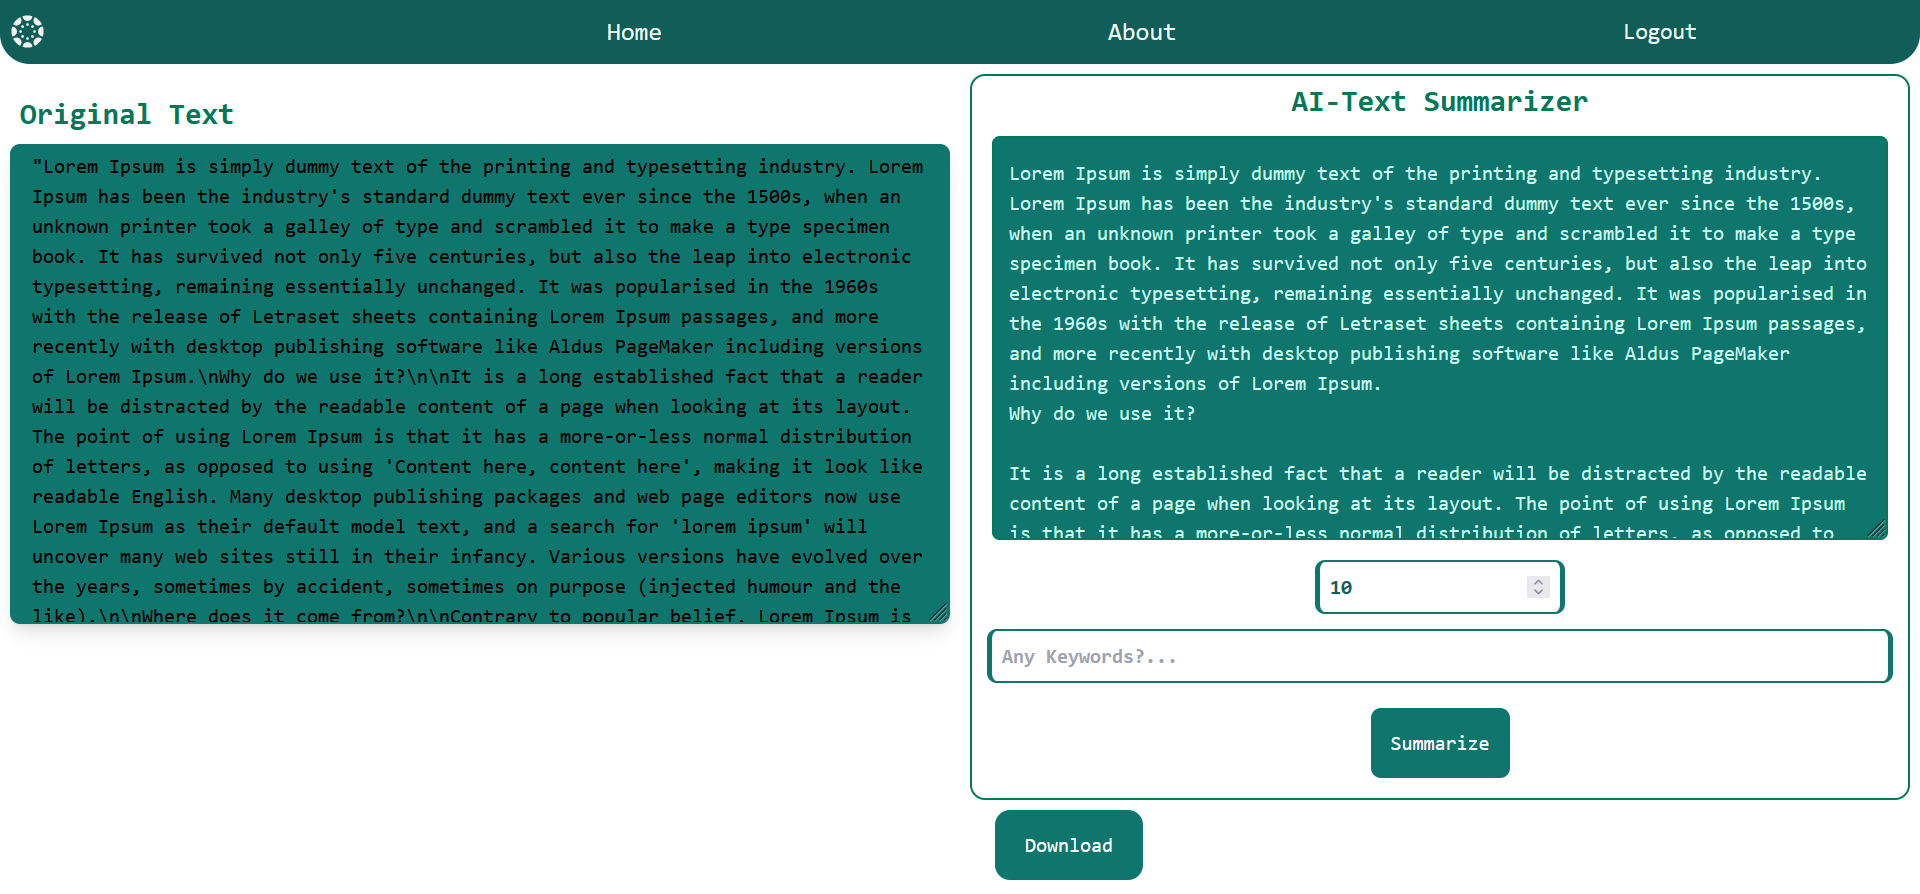 Home
About
Logout
Original Text
"Lorem Ipsum is simply dummy text of the printing and typesetting industry. Lorem
Ipsum has been the industry's standard dummy text ever since the 1500s, when an
unknown printer took a galley of type and scrambled it to make a type specimen
book. It has survived not only five centuries, but also the leap into electronic
typesetting, remaining essentially unchanged. It was popularised in the 1960s
with the release of Letraset sheets containing Lorem Ipsum passages, and more
recently with desktop publishing software like Aldus PageMaker including versions
of Lorem Ipsum.\nWhy do we use it?\n\nIt is a long established fact that a reader
will be distracted by the readable content of a page when looking at its layout.
The point of using Lorem Ipsum is that it has a more-or-less normal distribution
of letters, as opposed to using 'Content here, content here', making it look like
readable English. Many desktop publishing packages and web page editors now use
Lorem Ipsum as their default model text, and a search for 'lorem ipsum' will
uncover many web sites still in their infancy. Various versions have evolved over
the years, sometimes by accident, sometimes on purpose (injected humour and the
like).\n\nWhere does it come from?\n\nContrary to popular belief, Lorem Ipsum is
AI-Text Summarizer
Lorem Ipsum is simply dummy text of the printing and typesetting industry.
Lorem Ipsum has been the industry's standard dummy text ever since the 1500s,
when an unknown printer took a galley of type and scrambled it to make a type
specimen book. It has survived not only five centuries, but also the leap into
electronic typesetting, remaining essentially unchanged. It was popularised in
the 1960s with the release of Letraset sheets containing Lorem Ipsum passages,
and more recently with desktop publishing software like Aldus PageMaker
including versions of Lorem Ipsum.
Why do we use it?
It is a long established fact that a reader will be distracted by the readable
content of a page when looking at its layout. The point of using Lorem Ipsum
is that it has a more-or-less normal distribution of letters, as opposed to
10
Any Keywords?...
Summarize
Download